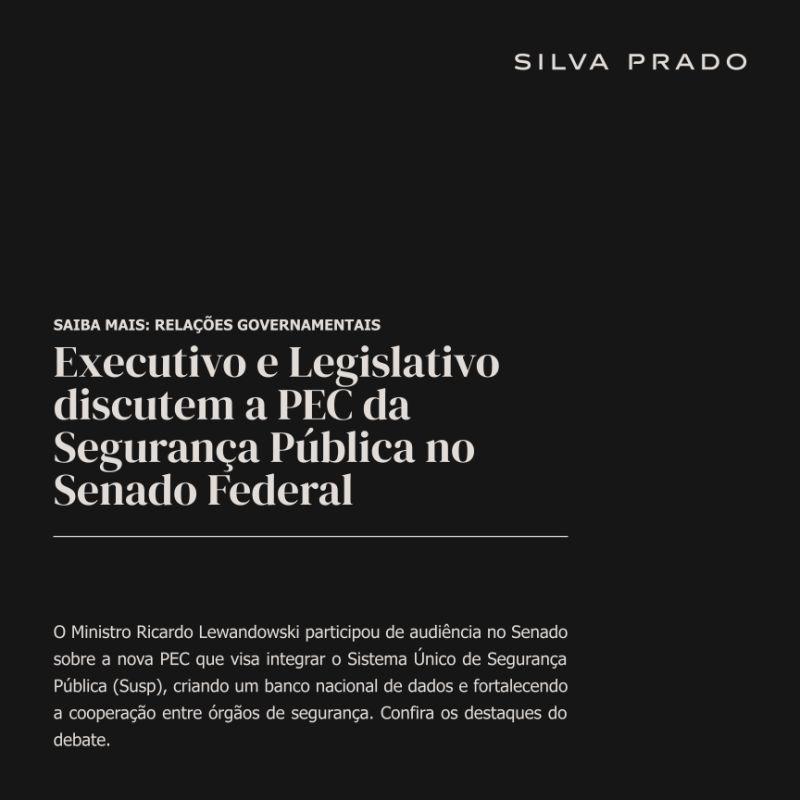 SILVA PRADO
SAIBA MAIS: RELAÇÕES GOVERNAMENTAIS
Executivo e Legislativo
discutem a PEC da
Segurança Pública no
Senado Federal
O Ministro Ricardo Lewandowski participou de audiência no Senado
sobre a nova PEC que visa integrar o Sistema Único de Segurança
Pública (Susp), criando um banco nacional de dados e fortalecendo
a cooperação entre órgãos de segurança. Confira os destaques do
debate.